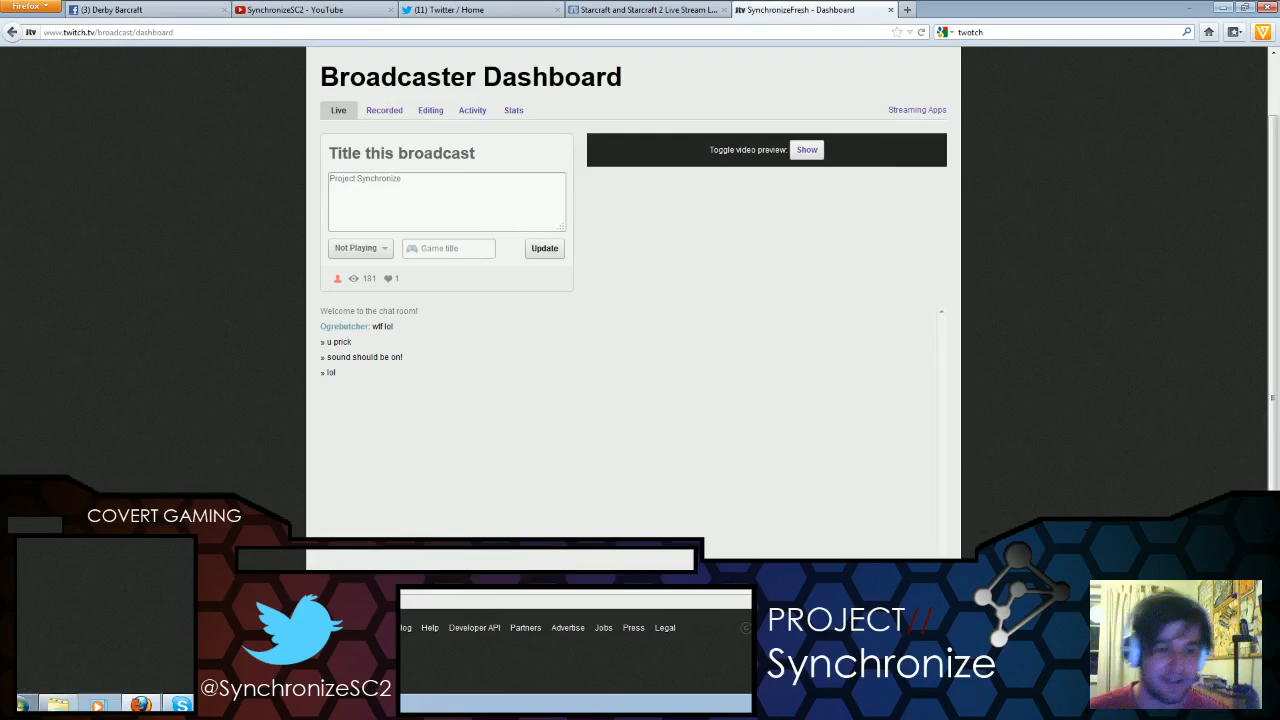 Firefox
(3) Derby Barcraft
SynchronizeSC2 - YouTube
(11) Twitter / Home
Starcraft and Starcraft 2 Live Stream L...
SynchronizeFresh - Dashboard
www.twitch.tv/broadcast/dashboard
twotch
Broadcaster Dashboard
Live Recorded Editing Activity Stats
Streaming Apps
Title this broadcast
Toggle video preview: Show
Project Synchronize
Not Playing
Game title
Update
181 1
Welcome to the chat room!
Ogrebutcher: wtf lol
» u prick
» sound should be on!
» lol
COVERT GAMING
log Help Developer API Partners Advertise Jobs Press Legal
PROJECT//
Synchronize
@SynchronizeSC2